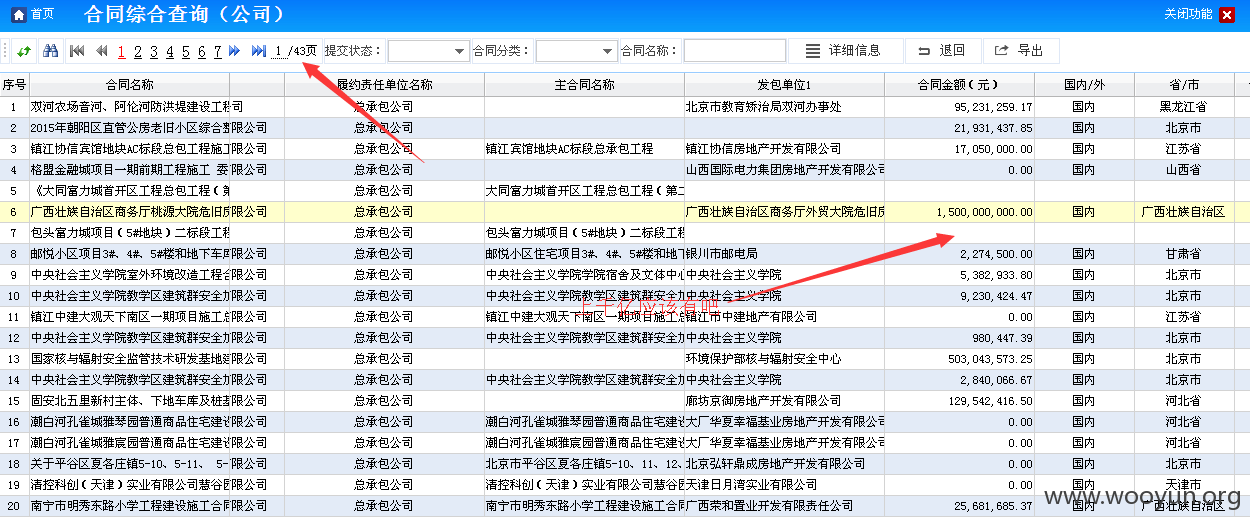 首页 合同综合查询（公司） 关闭功能
1 2 3 4 5 6 7 1 /43页 提交状态： 合同分类： 合同名称： 详细信息 返回 导出
序号 合同名称 履约责任单位名称 主合同名称 发包单位1 合同金额（元） 国内/外 省/市
1 双河农场音河、阿伦河防洪堤建设工程 司 总承包公司 北京市教育矫治局双河办事处 95,231,259.17 国内 黑龙江省
2 2015年朝阳区直管公房老旧小区综合整 限公司 总承包公司 21,931,437.85 国内 北京市
3 镇江协信宾馆地块AC标段总承包工程施工 限公司 总承包公司 镇江宾馆地块AC标段总承包工程 镇江协信房地产开发有限公司 17,050,000.00 国内 江苏省
4 格盟金融城项目一期前期工程施工 委 限公司 总承包公司 山西国际电力集团房地产开发有限公司 0.00 国内 山西省
5 《大同富力城首开区工程总包工程（第 总承包公司 大同富力城首开区工程总包工程（第二
6 广西壮族自治区商务厅桃源大院危旧房 限公司 总承包公司 广西壮族自治区商务厅外贸大院危旧房 1,500,000,000.00 国内 广西壮族自治区
7 包头富力城项目（5#地块）二标段工程 总承包公司 包头富力城项目（5#地块）二标段工程
8 邮悦小区项目3#、4#、5#楼和地下车库 限公司 总承包公司 邮悦小区住宅项目3#、4#、5#楼和地下 银川市邮电局 2,274,500.00 国内 甘肃省
9 中央社会主义学院室外环境改造工程合 限公司 总承包公司 中央社会主义学院学院宿舍及文体中心 中央社会主义学院 5,382,933.80 国内 北京市
10 中央社会主义学院教学区建筑群安全加 限公司 总承包公司 中央社会主义学院教学区建筑群安全加 中央社会主义学院 9,230,424.47 国内 北京市
上千亿应该有吧
11 镇江中建大观天下南区一期项目施工总 限公司 总承包公司 镇江中建大观天下南区一期项目施工总 镇江市中建地产有限公司 0.00 国内 江苏省
12 中央社会主义学院教学区建筑群安全加 限公司 总承包公司 中央社会主义学院教学区建筑群安全加 中央社会主义学院 980,447.39 国内 北京市
13 国家核与辐射安全监管技术研发基地建 限公司 总承包公司 环境保护部核与辐射安全中心 503,043,573.25 国内 北京市
14 中央社会主义学院教学区建筑群安全加 限公司 总承包公司 中央社会主义学院教学区建筑群安全加 中央社会主义学院 2,840,066.67 国内 北京市
15 固安北五里新村主体、下地车库及桩基 限公司 总承包公司 廊坊京御房地产开发有限公司 129,542,416.50 国内 河北省
16 潮白河孔雀城雅琴园普通商品住宅建设 限公司 总承包公司 潮白河孔雀城雅琴园普通商品住宅建设 大厂华夏幸福基业房地产开发有限公司 0.00 国内 河北省
17 潮白河孔雀城雅宸园普通商品住宅建设 限公司 总承包公司 潮白河孔雀城雅宸园普通商品住宅建设 大厂华夏幸福基业房地产开发有限公司 0.00 国内 河北省
18 关于平谷区夏各庄镇5-10、5-11、 5- 限公司 总承包公司 北京市平谷区夏各庄镇5-10、11、12、 北京弘轩鼎成房地产开发有限公司 0.00 国内 北京市
19 清控科创（天津）实业有限公司慧谷园 限公司 总承包公司 清控科创（天津）实业有限公司慧谷园 天津日月湾实业有限公司 0.00 国内 天津市
20 南宁市明秀东路小学工程建设施工合同 限公司 总承包公司 南宁市明秀东路小学工程建设施工合同 广西荣和置业开发有限责任公司 25,681,685.37 国内 广西壮族自治区
www.wooyun.org